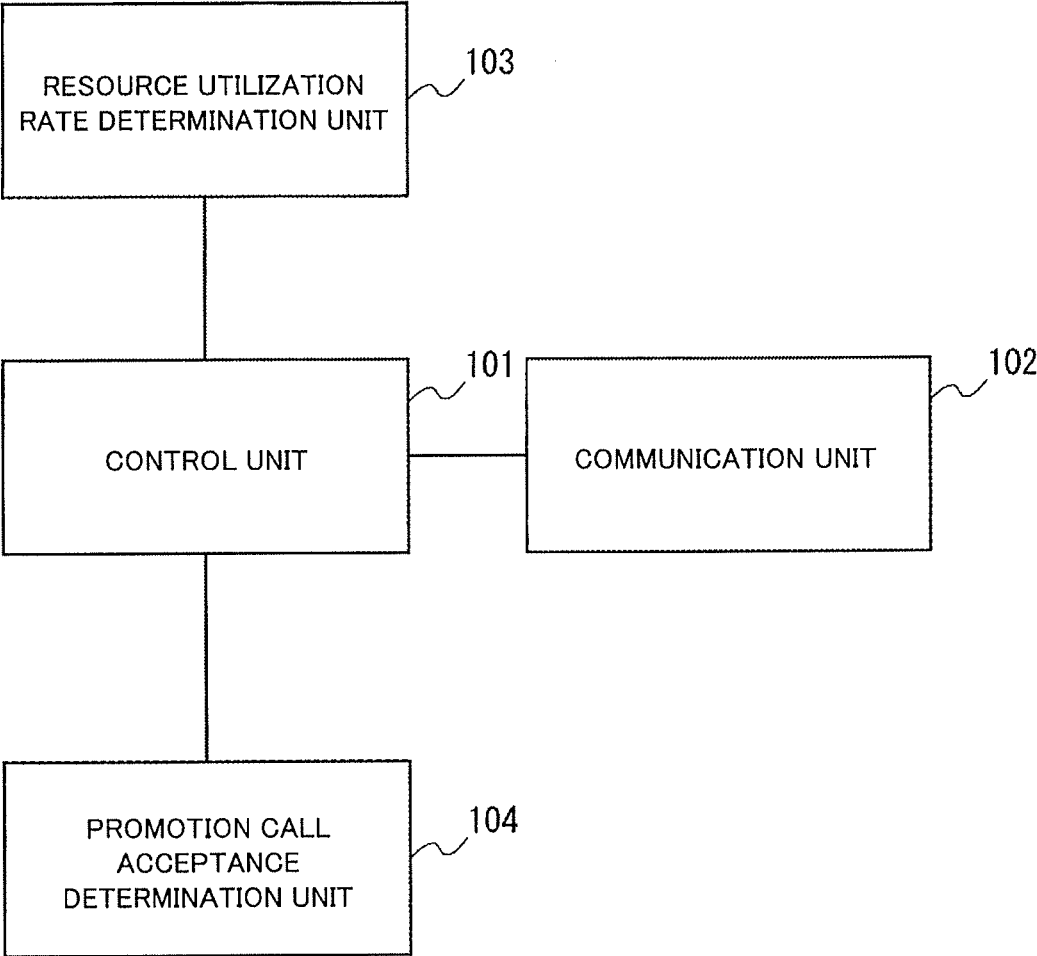 103
RESOURCE UTILIZATION
RATE DETERMINATION UNIT
101
102
CONTROL UNIT
COMMUNICATION UNIT
104
PROMOTION CALL
ACCEPTANCE
DETERMINATION UNIT